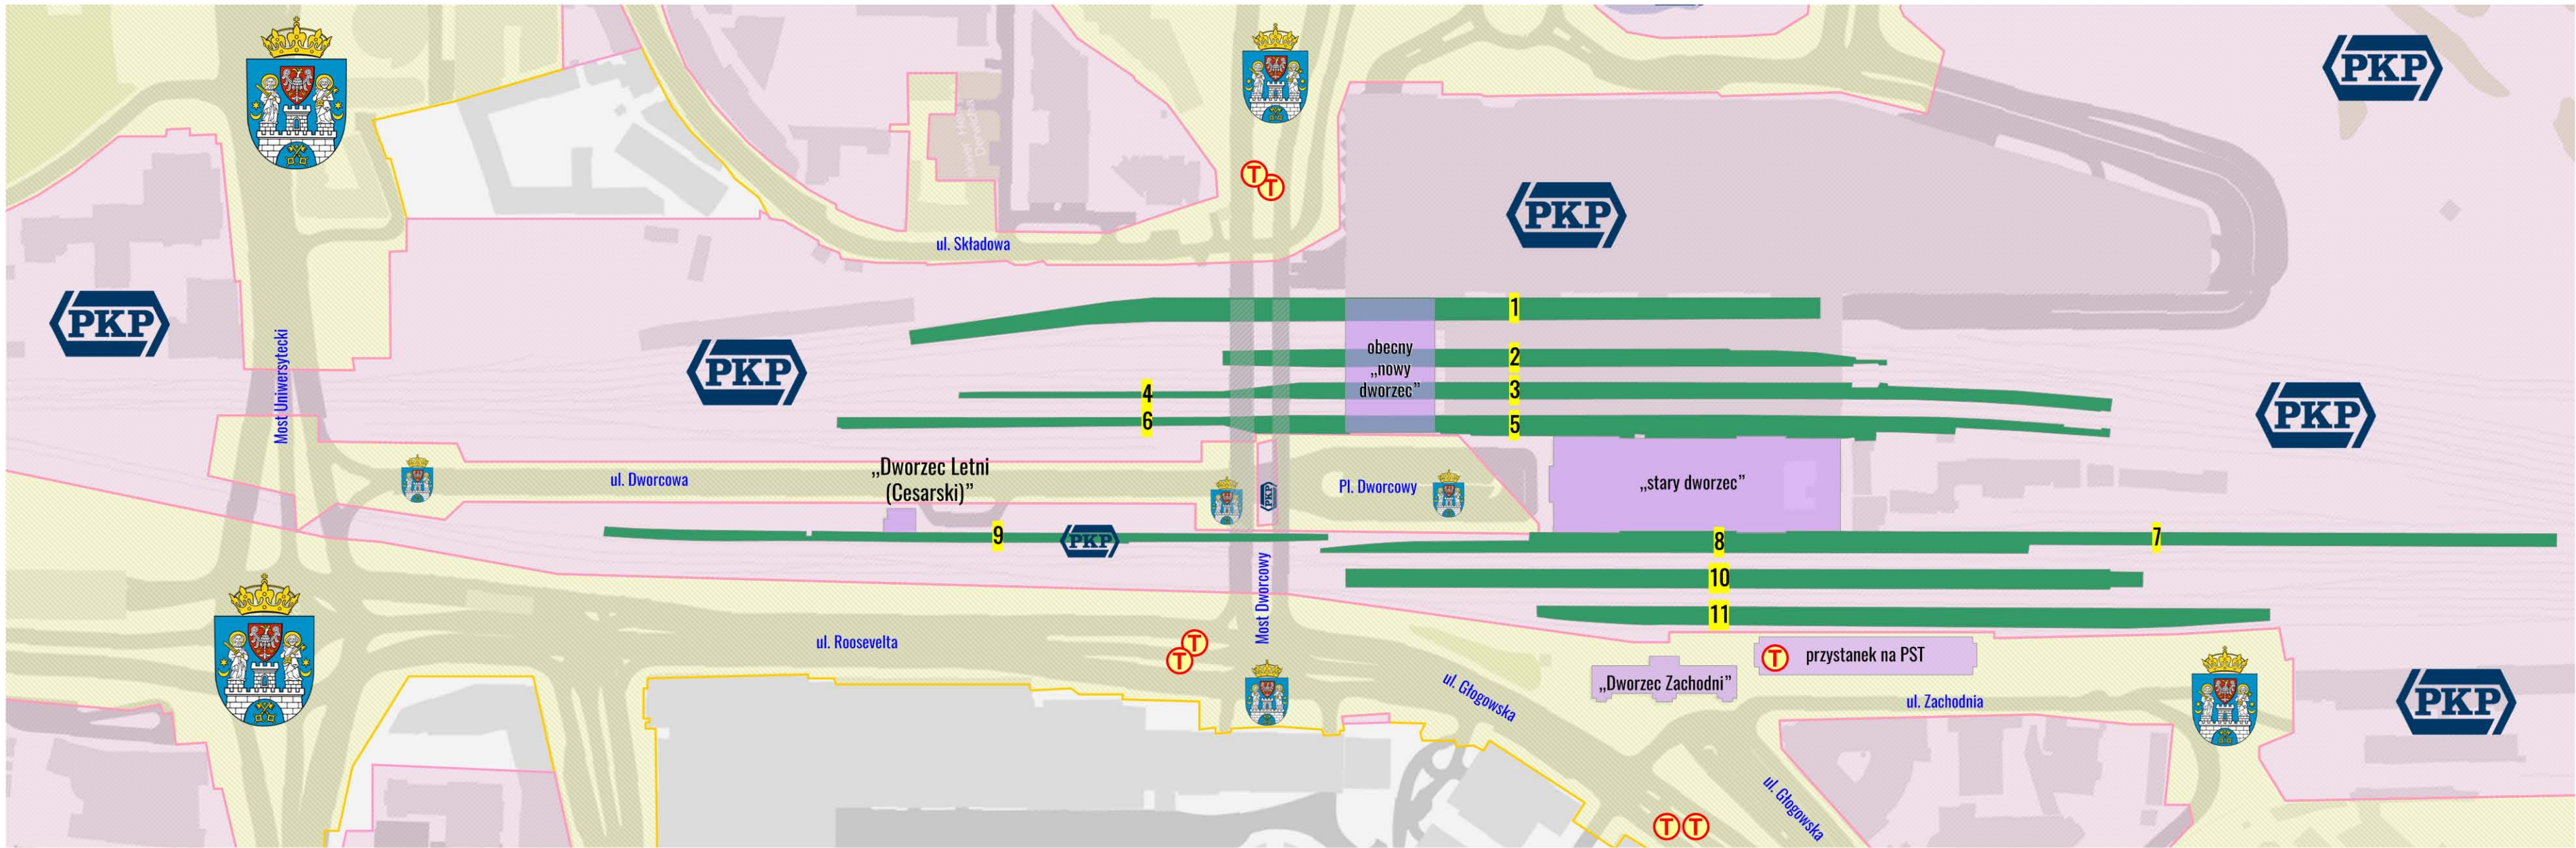 PKP
PKP
ul. Składowa
1
PKP
obecny
„nowy
dworzec”
2
PKP
Most Uniwersytecki
4
3
PKP
6
5
„Dworzec Letni
(Cesarski)”
ul. Dworcowa
PKP
Pl. Dworcowy
„stary dworzec”
9
PKP
8
7
10
Most Dworcowy
11
ul. Roosevelta
T
T
T
T
T
przystanek na PST
„Dworzec Zachodni”
ul. Głogowska
ul. Zachodnia
PKP
ul. Głogowska
T
T